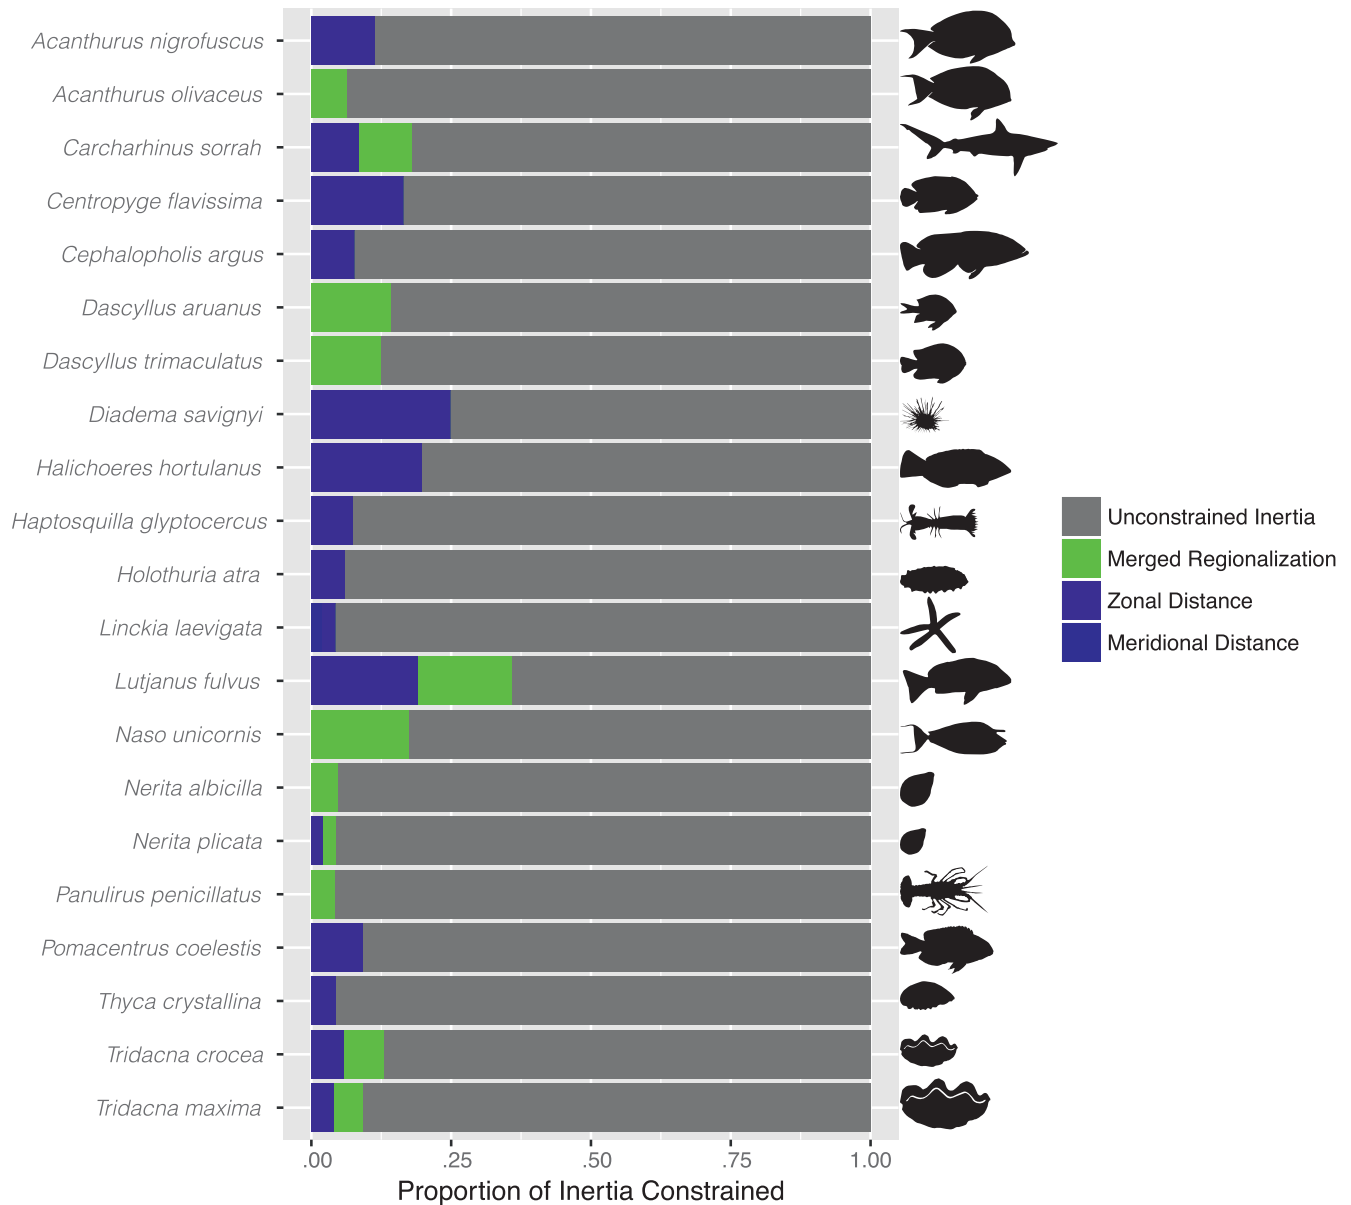 Acanthurus nigrofuscus
Acanthurus olivaceus
Carcharhinus sorrah
Centropyge flavissima
Cephalopholis argus
Dascyllus aruanus
Dascyllus trimaculatus
Diadema savignyi
Halichoeres hortulanus
Haptosquilla glyptocercus
Holothuria atra
Linckia laevigata
Lutjanus fulvus
Naso unicornis
Nerita albicilla
Nerita plicata
Panulirus penicillatus
Pomacentrus coelestis
Thyca crystallina
Tridacna crocea
Tridacna maxima
.00 .25 .50 .75 1.00
Proportion of Inertia Constrained
Unconstrained Inertia
Merged Regionalization
Zonal Distance
Meridional Distance